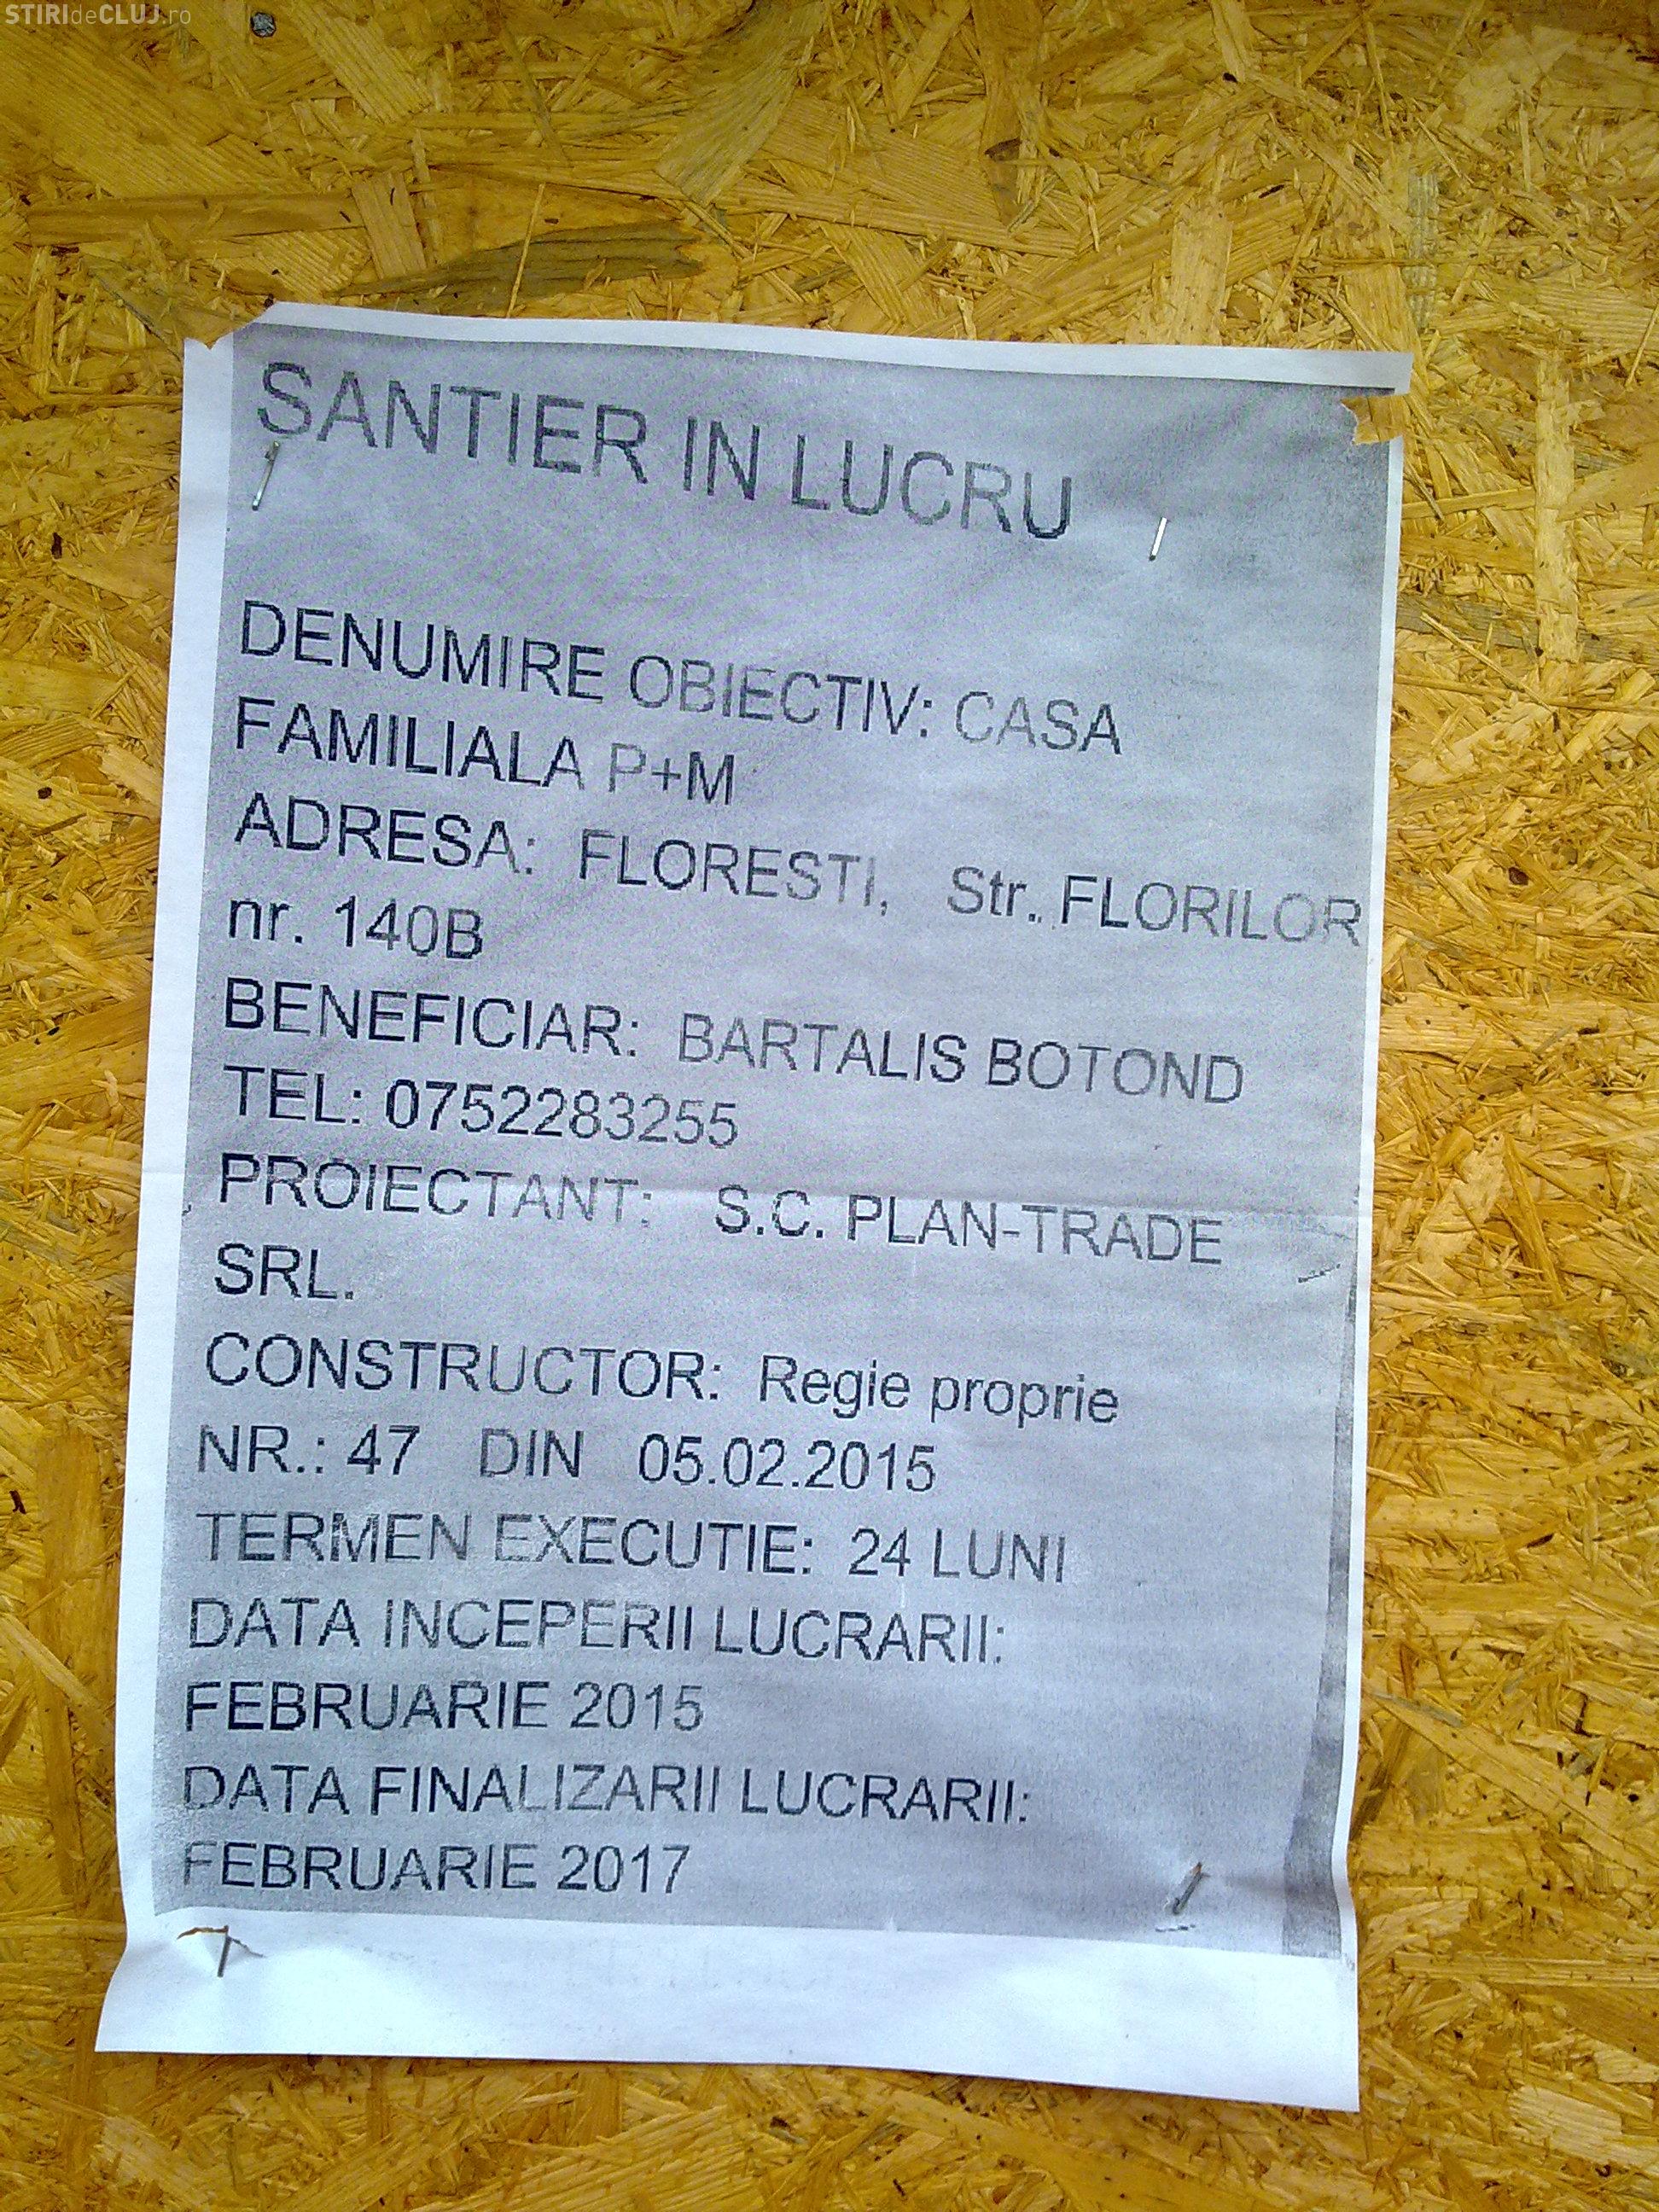 STIRIdeCLUJ.ro
SANTIER IN LUCRU
DENUMIRE OBIECTIV: CASA
FAMILIALA P+M
ADRESA: FLORESTI, Str. FLORILOR
nr. 140B
BENEFICIAR: BARTALIS BOTOND
TEL: 0752283255
PROIECTANT: S.C. PLAN-TRADE
SRL.
CONSTRUCTOR: Regie proprie
NR.: 47 DIN 05.02.2015
TERMEN EXECUTIE: 24 LUNI
DATA INCEPERII LUCRARII:
FEBRUARIE 2015
DATA FINALIZARII LUCRARII:
FEBRUARIE 2017